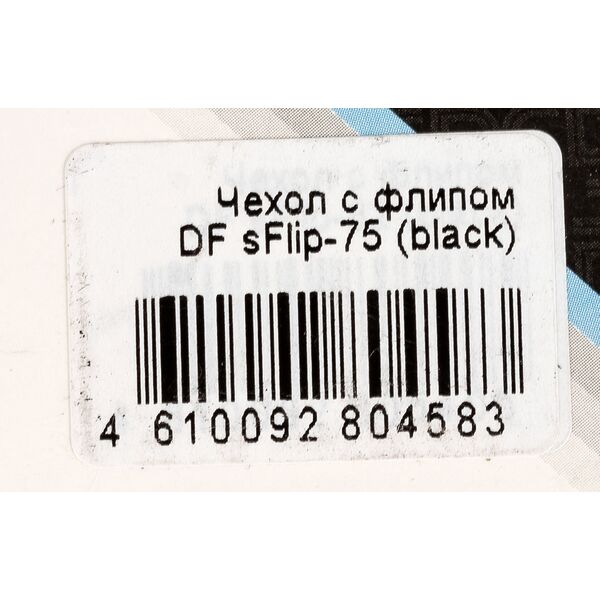 Чехол с флипом
DF sFlip-75 (black)
4 610092 804583